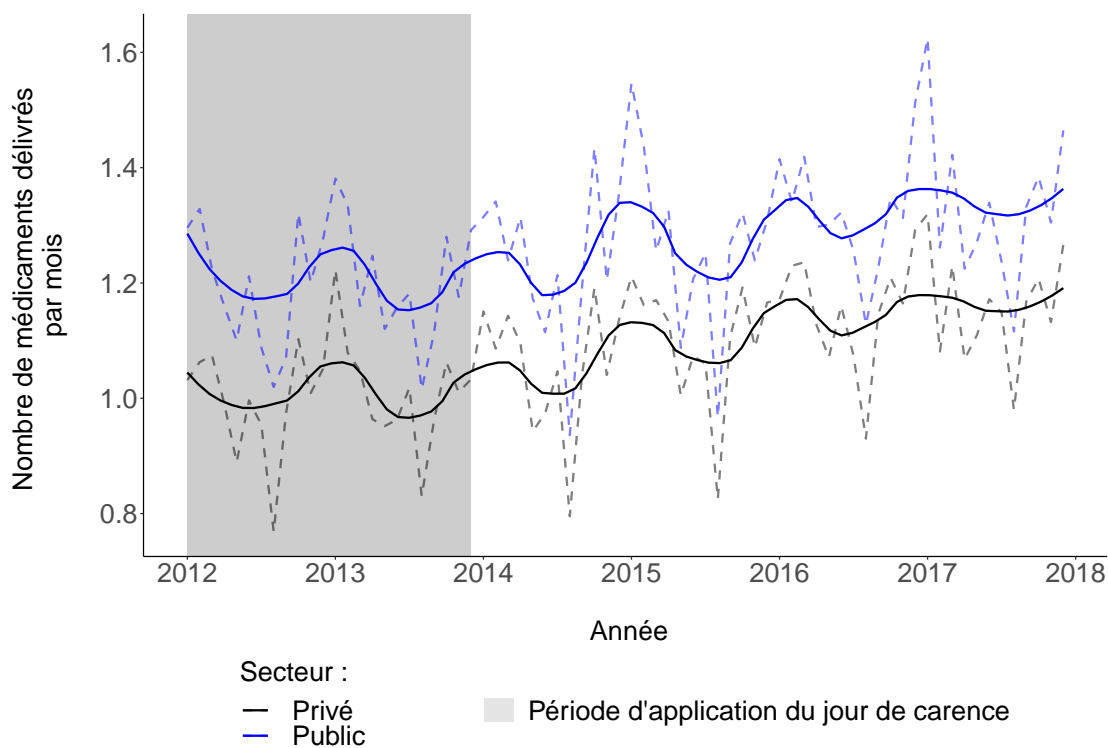 Nombre de médicaments délivrés
par mois
1.6
1.4
1.2
1.0
0.8
2012 2013 2014 2015 2016 2017 2018
Année
Secteur :
Privé
Public
Période d'application du jour de carence